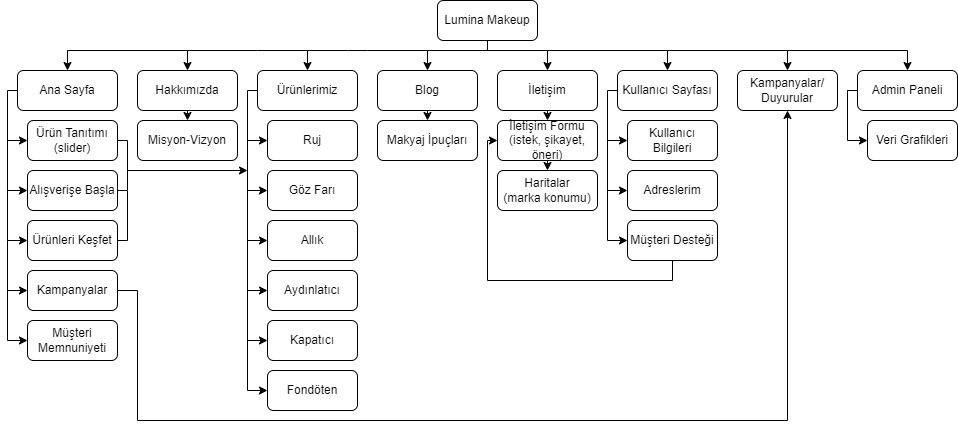 Lumina Makeup
Ana Sayfa
Hakkımızda
Ürünlerimiz
Blog
İletişim
Kullanıcı Sayfası
Kampanyalar/
Duyurular
Admin Paneli
Ürün Tanıtımı
(slider)
Alışverişe Başla
Ürünleri Keşfet
Kampanyalar
Müşteri
Memnuniyeti
Misyon-Vizyon
Ruj
Göz Farı
Allık
Aydınlatıcı
Kapatıcı
Fondöten
Makyaj İpuçları
İletişim Formu
(istek, şikayet,
öneri)
Haritalar
(marka konumu)
Kullanıcı
Bilgileri
Adreslerim
Müşteri Desteği
Veri Grafikleri